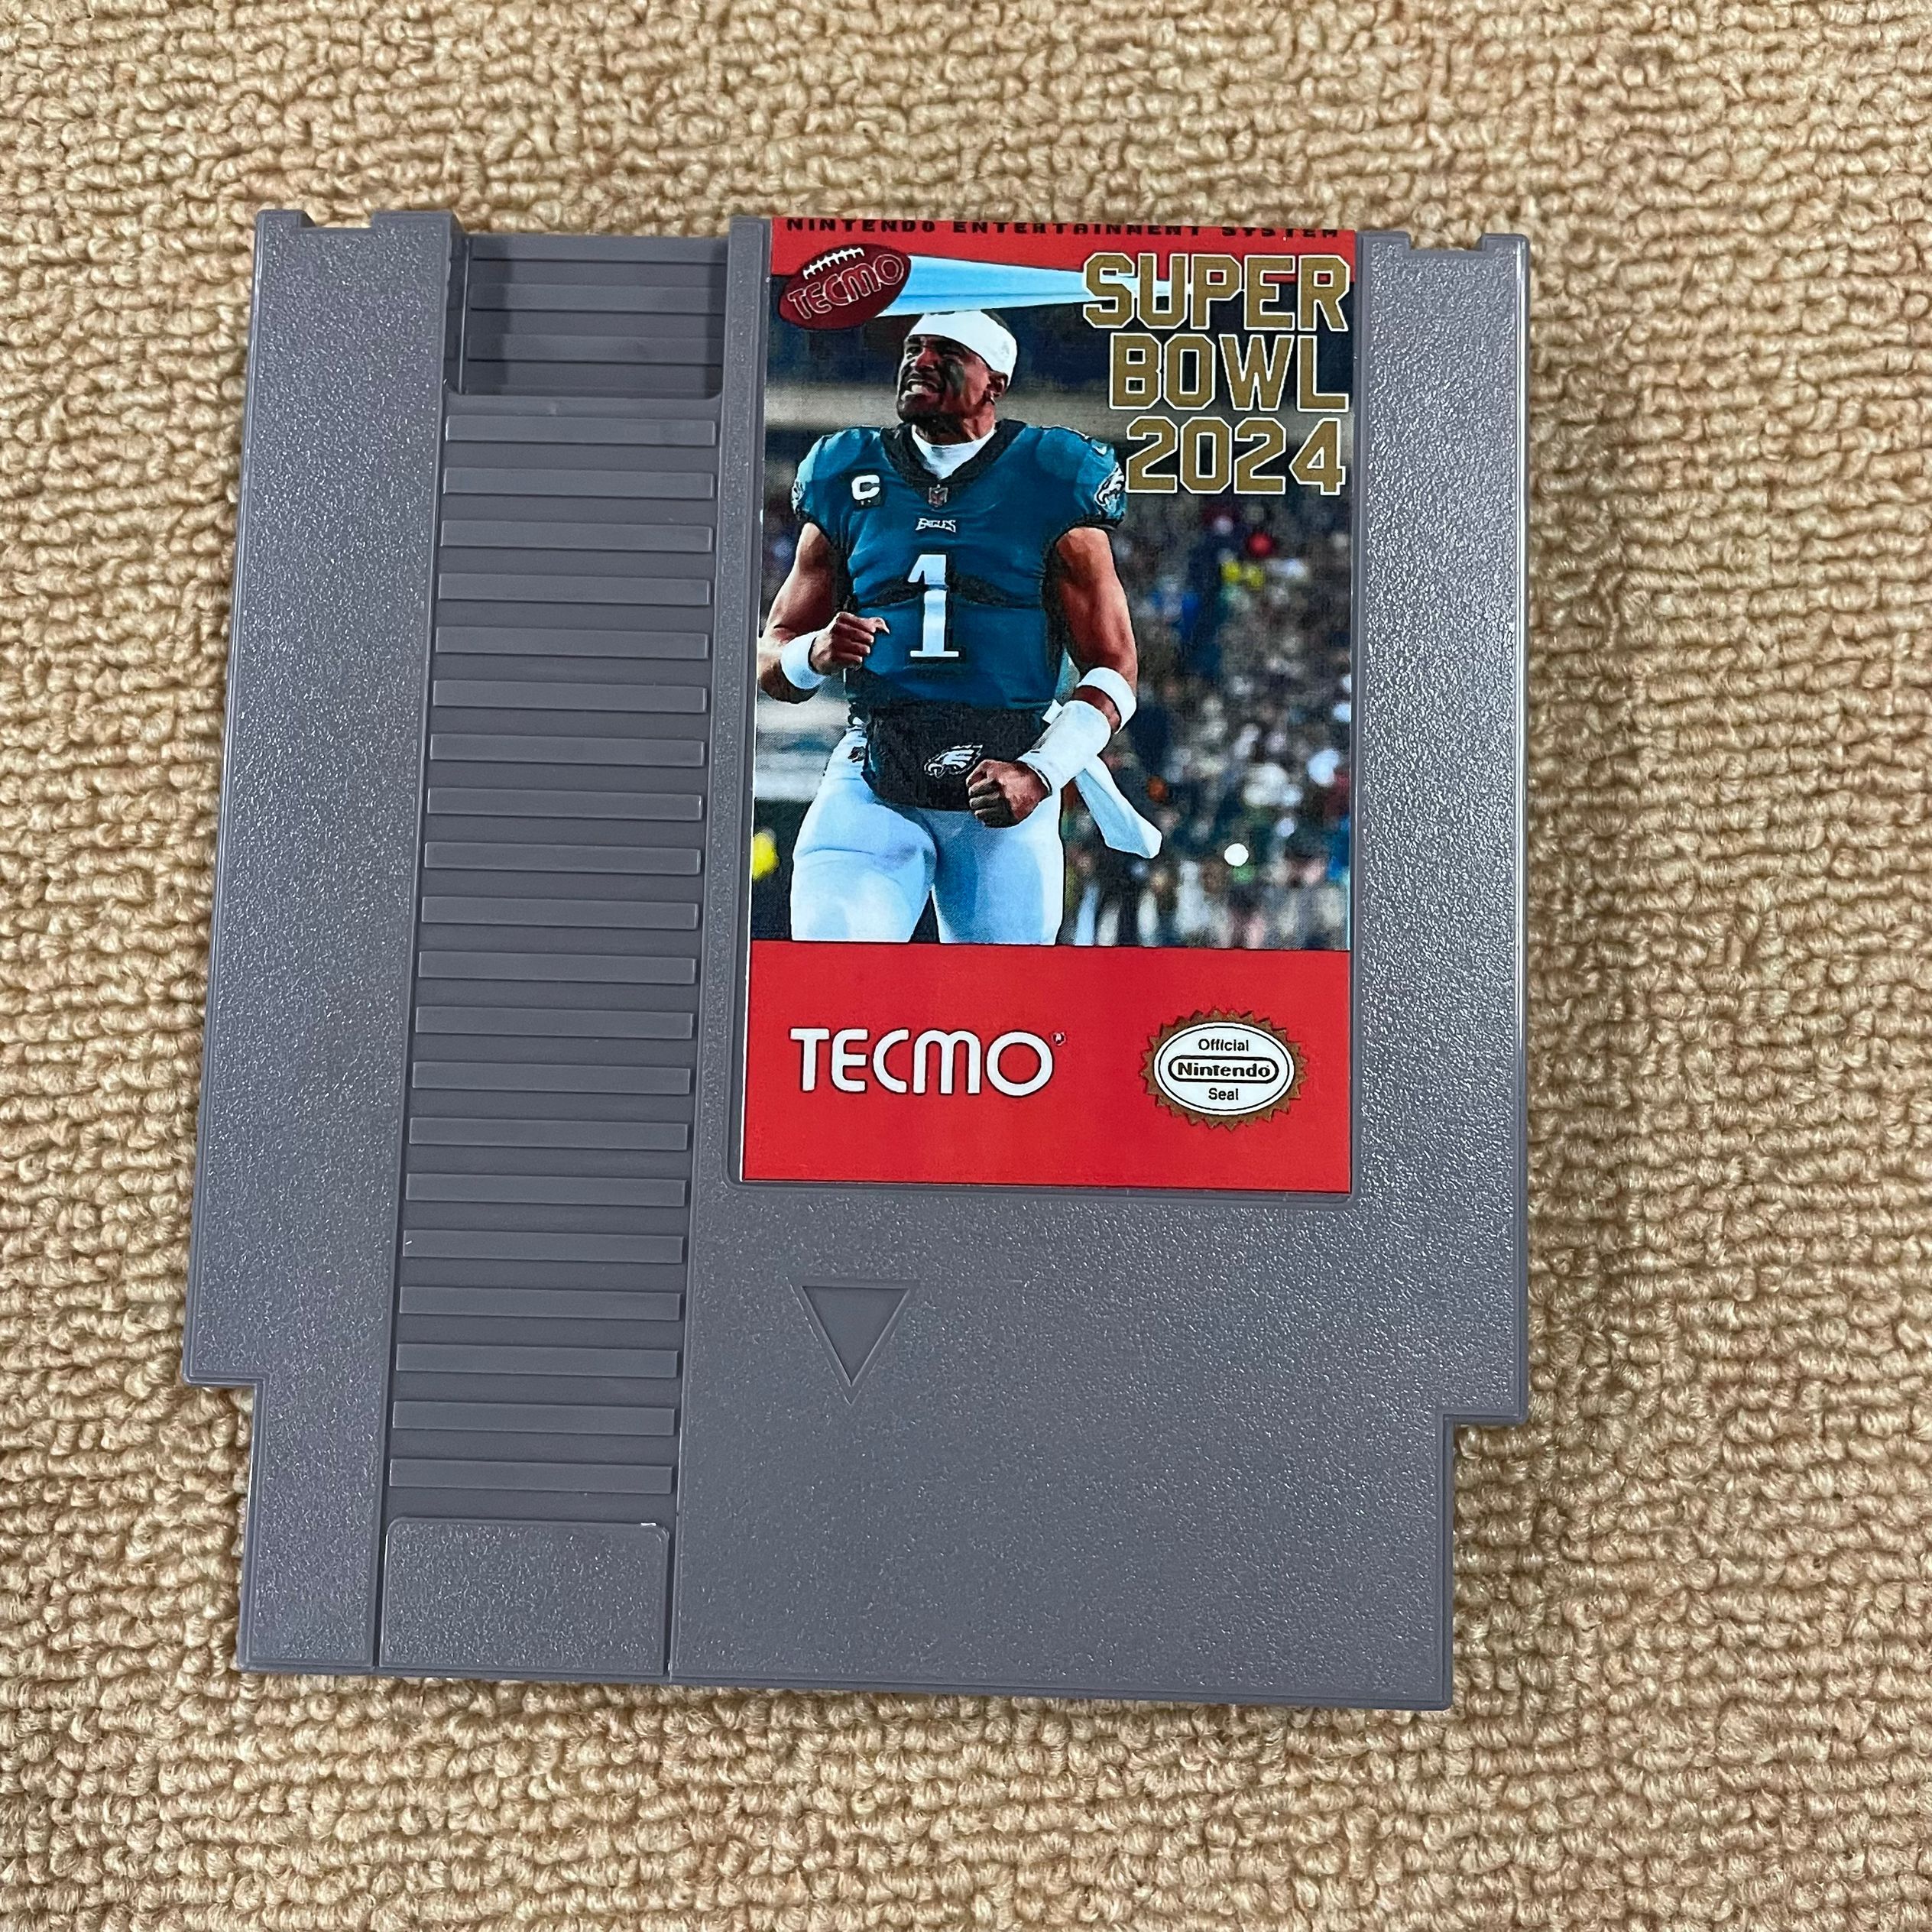 NINTENDO ENTERTAINMENT SYSTEM
TECMO
SUPER
BOWL
2024
C
EAGLES
1
TECMO®
Official
Nintendo
Seal